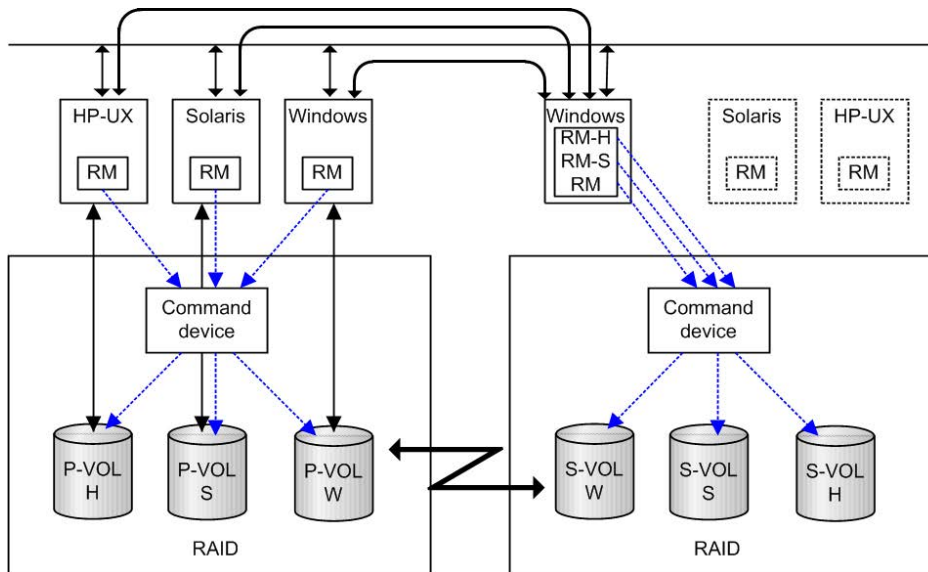 HP-UX
RM
Solaris
RM
Windows
RM
Windows
RM-H
RM-S
RM
Solaris
RM
HP-UX
RM
Command
device
Command
device
P-VOL
H
P-VOL
S
P-VOL
W
S-VOL
W
S-VOL
S
S-VOL
H
RAID
RAID